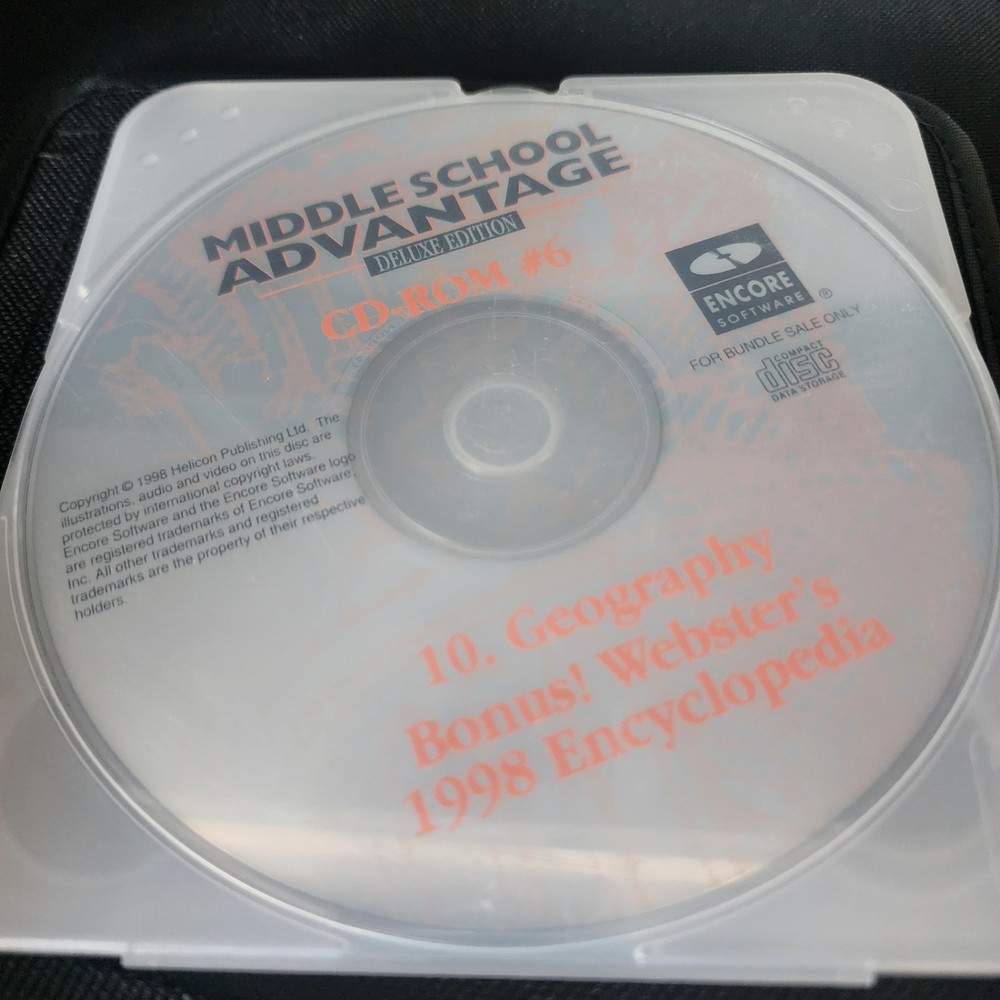 MIDDLE SCHOOL
ADVANTAGE
DELUXE EDITION
CD-ROM #6
ENCORE
SOFTWARE ®
FOR BUNDLE SALE ONLY
COMPACT
disc
DATA STORAGE
Copyright © 1998 Helicon Publishing Ltd. The
illustrations, audio and video on this disc are
protected by international copyright laws.
Encore Software and the Encore Software logo
are registered trademarks of Encore Software,
Inc. All other trademarks and registered
trademarks are the property of their respective
holders.
10. Geography
Bonus! Webster's
1998 Encyclopedia